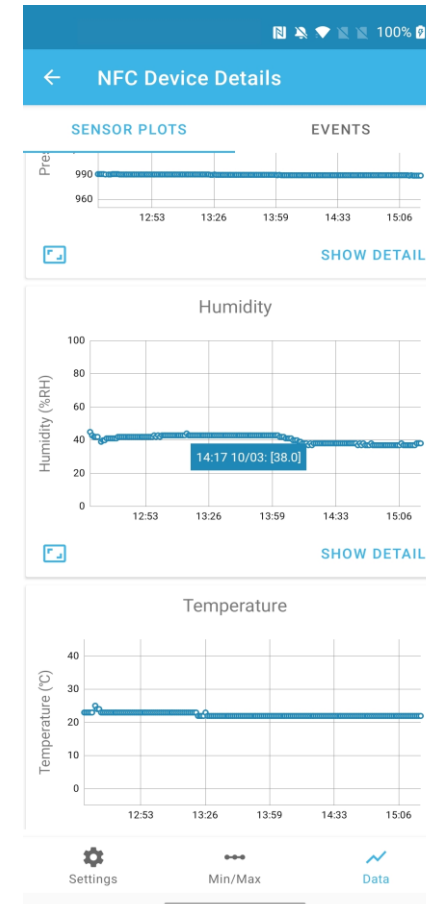 100%
NFC Device Details
SENSOR PLOTS EVENTS
990
960
12:53 13:26 13:59 14:33 15:06
SHOW DETAIL
Humidity
Humidity (%RH)
100
80
60
40
20
0
14:17 10/03: [38.0]
12:53 13:26 13:59 14:33 15:06
SHOW DETAIL
Temperature
Temperature (°C)
40
30
20
10
0
12:53 13:26 13:59 14:33 15:06
Settings Min/Max Data